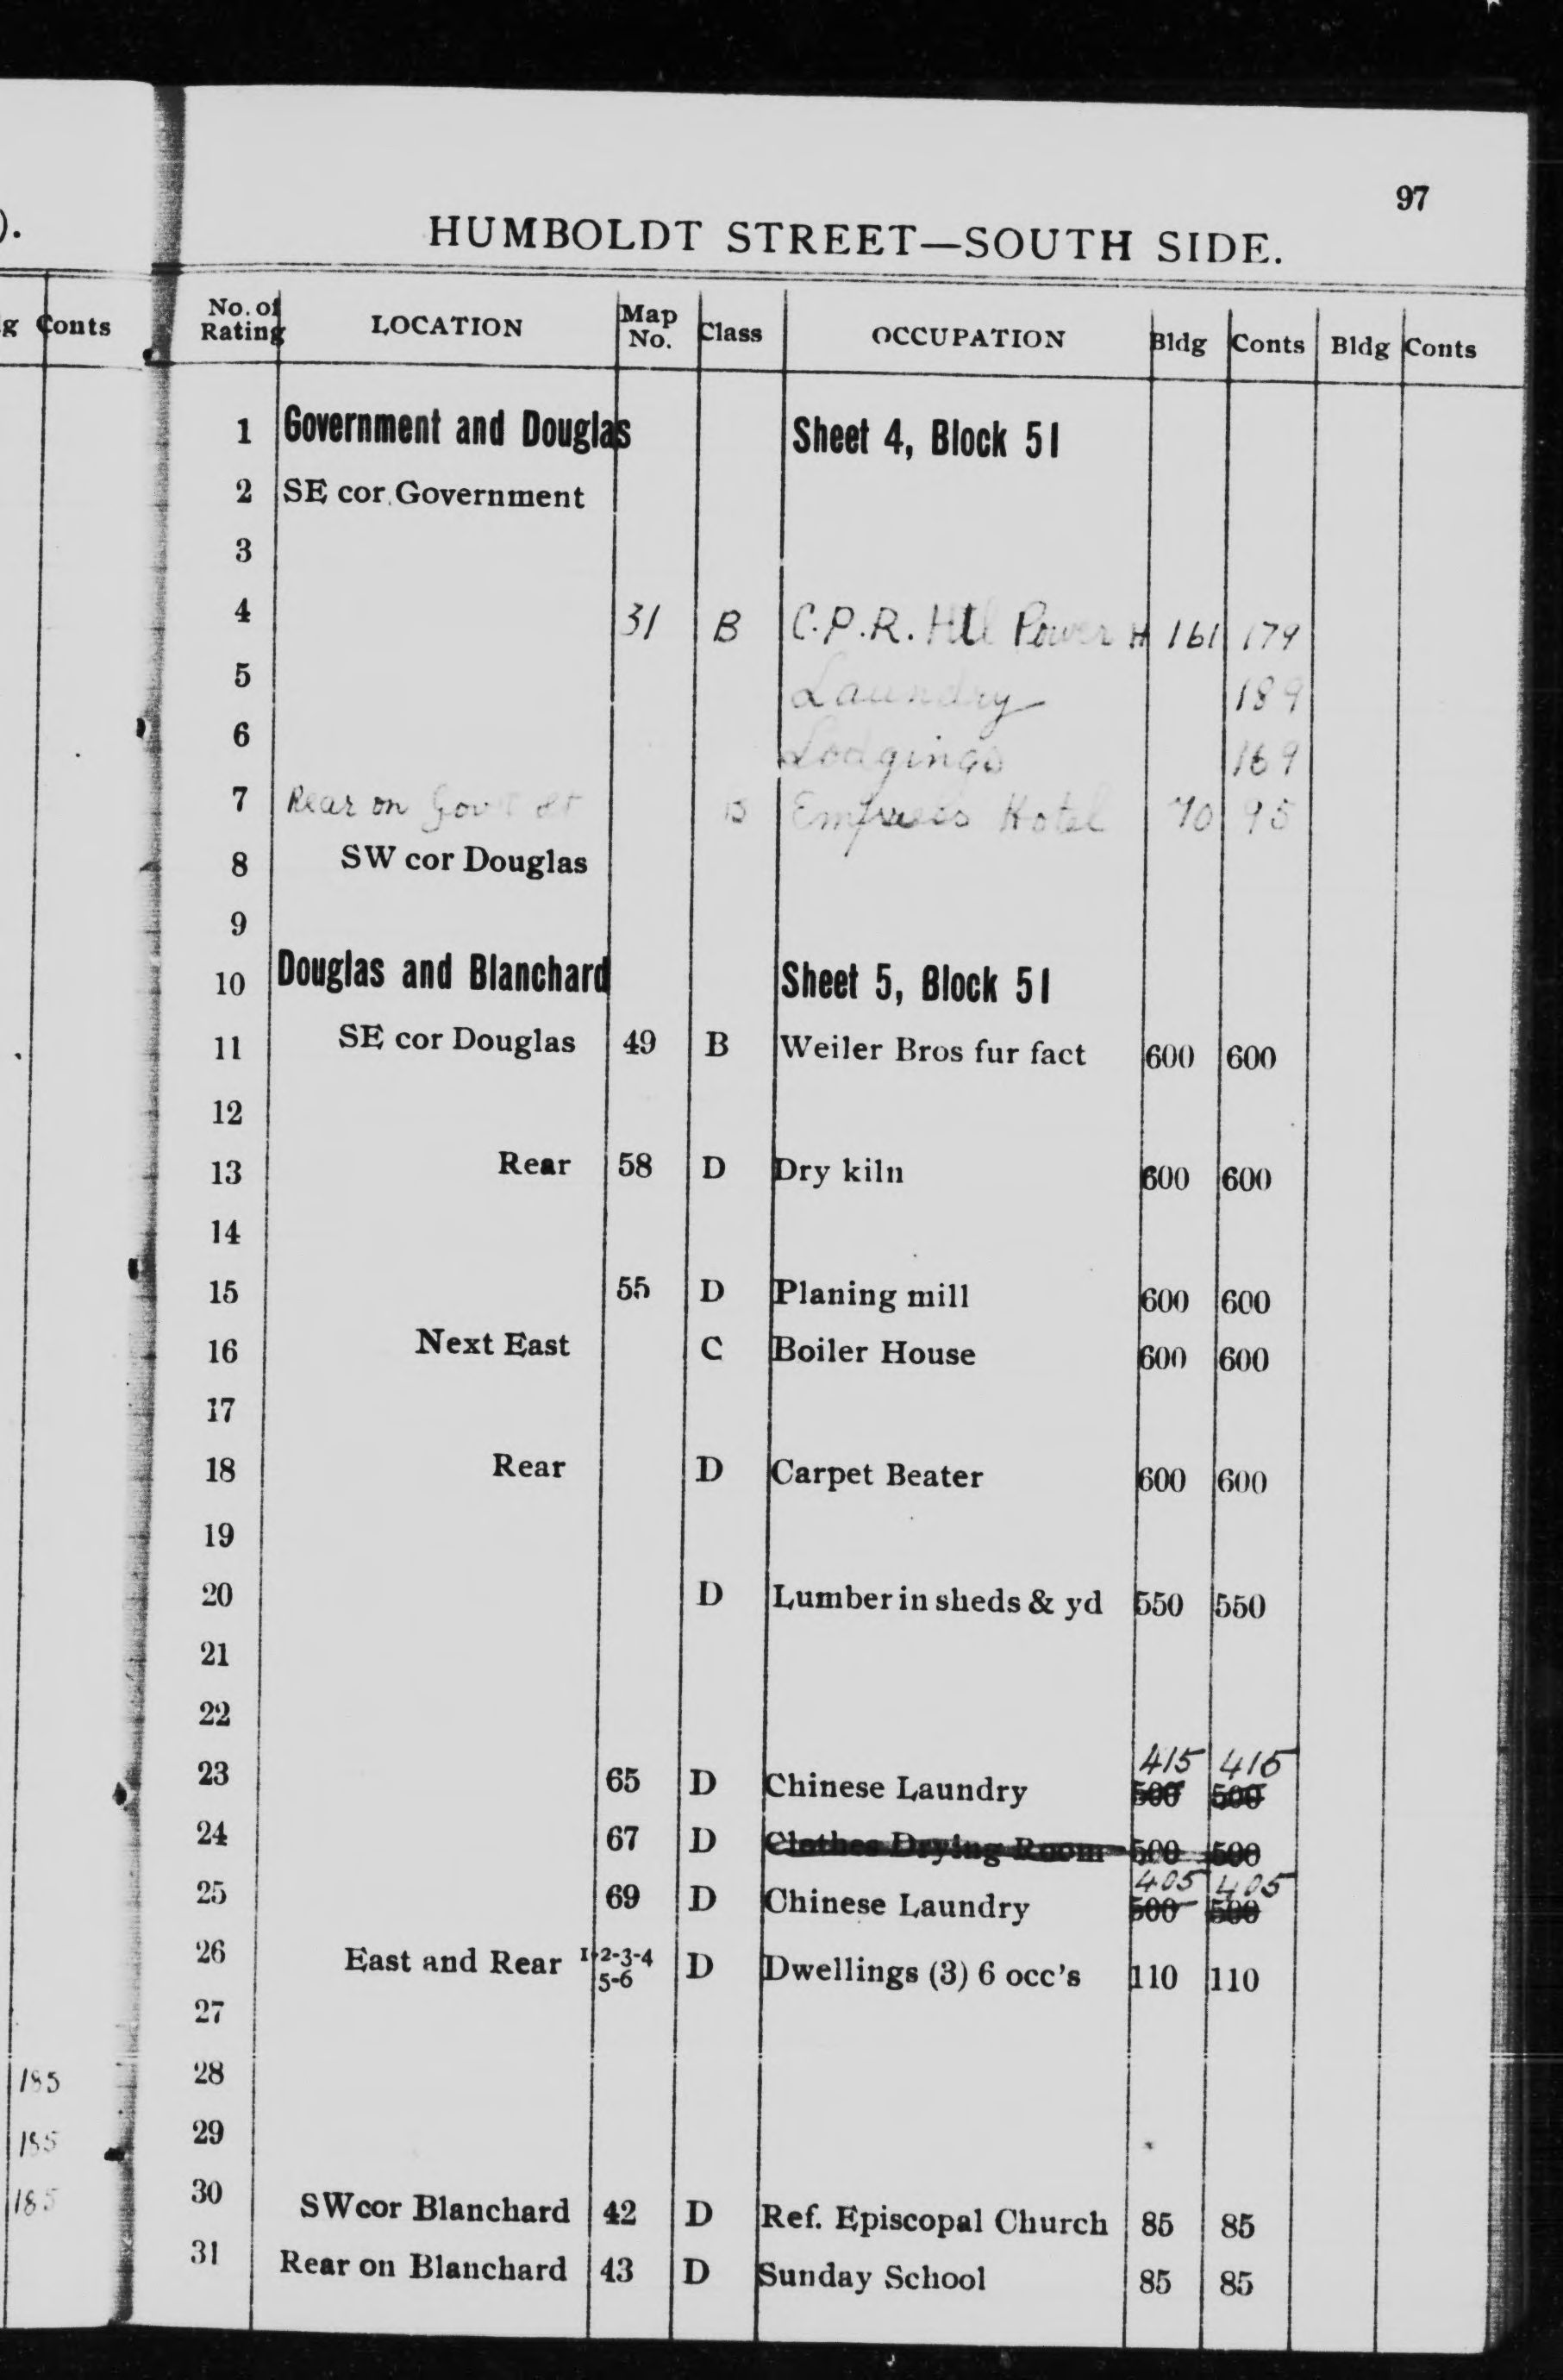 97
).
HUMBOLDT STREET—SOUTH SIDE.
g Conts
No. of Rating LOCATION Map No. Class OCCUPATION Bldg Conts Bldg Conts
1 Government and Douglas Sheet 4, Block 51
2 SE cor. Government
3
4 31 B C.P.R. Htl Power H 161 179
5 Laundry 189
6 Lodgings 169
7 Rear on Gov't St B Empress Hotel 70 95
8 SW cor Douglas
9
10 Douglas and Blanchard Sheet 5, Block 51
11 SE cor Douglas 49 B Weiler Bros fur fact 600 600
12
13 Rear 58 D Dry kiln 600 600
14
15 55 D Planing mill 600 600
16 Next East C Boiler House 600 600
17
18 Rear D Carpet Beater 600 600
19
20 D Lumber in sheds & yd 550 550
21
22
415 415
23 65 D Chinese Laundry 500 500
24 67 D Clothes Drying Room 500 500
405 405
25 69 D Chinese Laundry 500 500
26 East and Rear 1-2-3-4 5-6 D Dwellings (3) 6 occ's 110 110
27
185
28
185
29
185
30 SW cor Blanchard 42 D Ref. Episcopal Church 85 85
31 Rear on Blanchard 43 D Sunday School 85 85